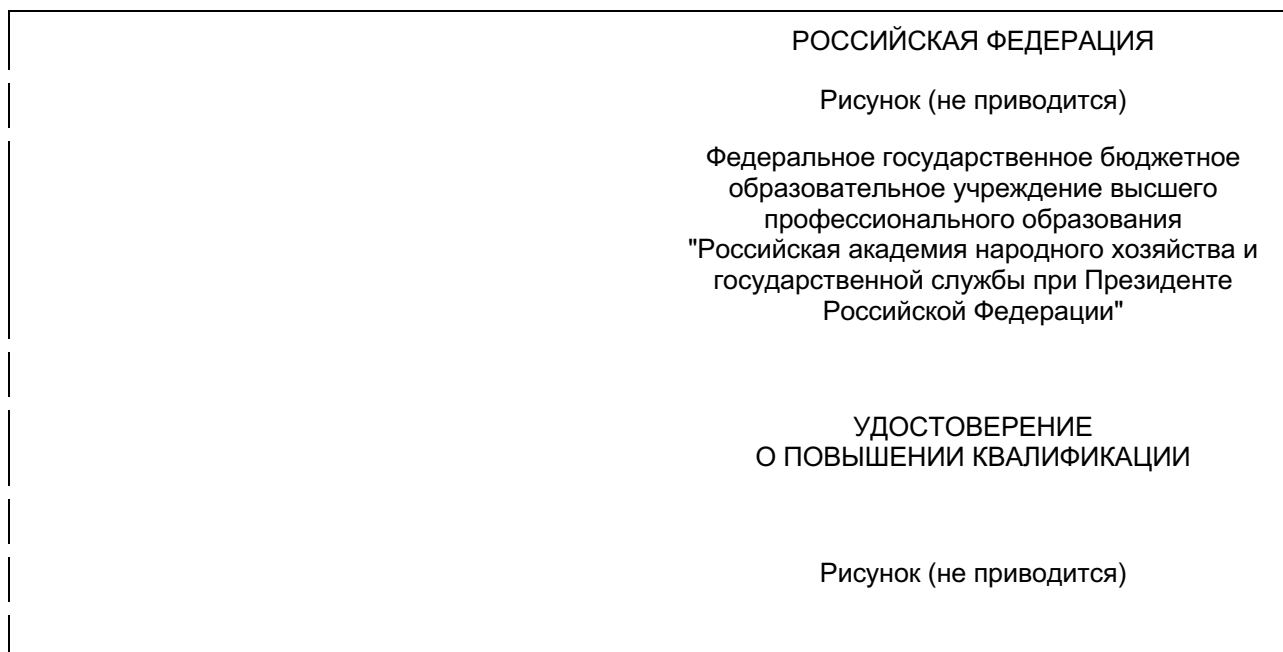 РОССИЙСКАЯ ФЕДЕРАЦИЯ
Рисунок (не приводится)
Федеральное государственное бюджетное
образовательное учреждение высшего
профессионального образования
"Российская академия народного хозяйства и
государственной службы при Президенте
Российской Федерации"
УДОСТОВЕРЕНИЕ
О ПОВЫШЕНИИ КВАЛИФИКАЦИИ
Рисунок (не приводится)